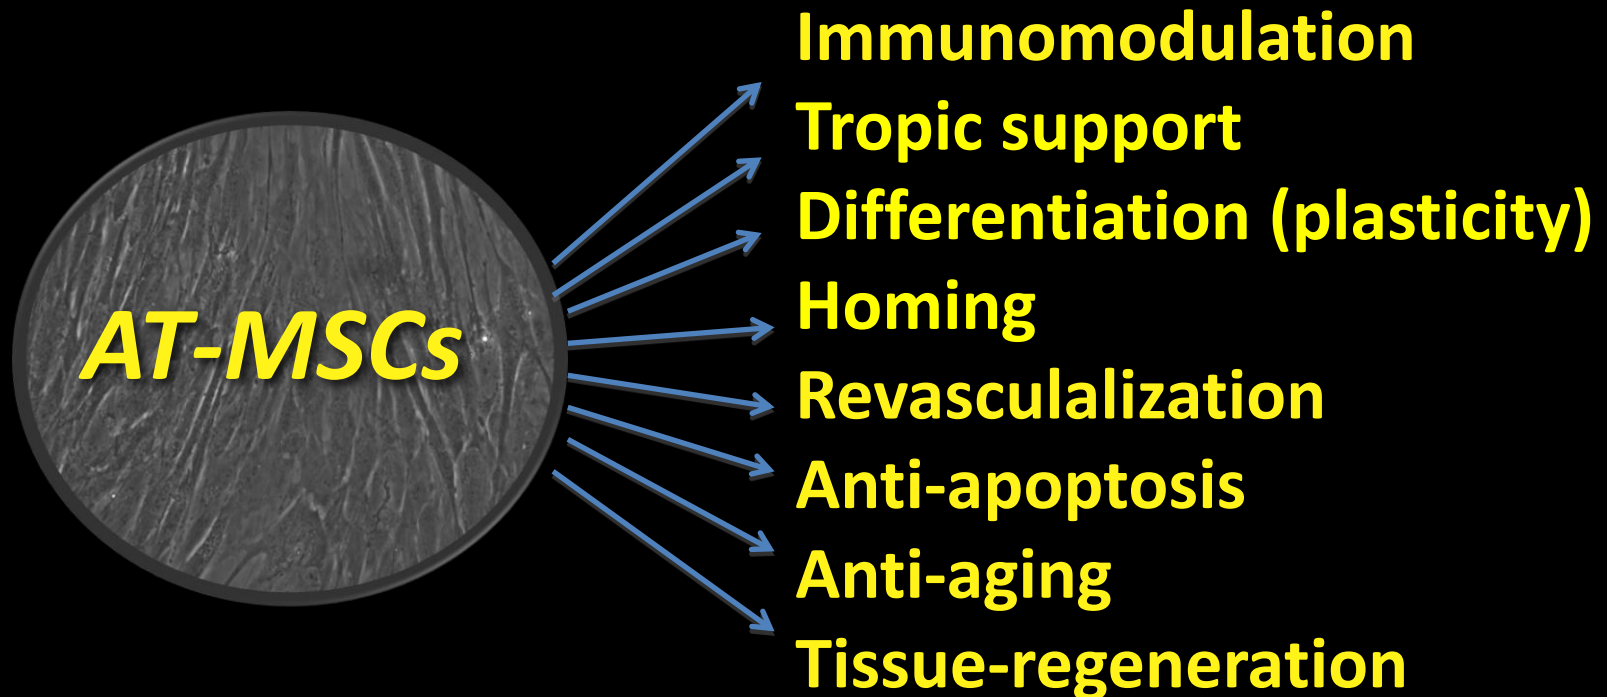 AT-MSCs
Immunomodulation
Tropic support
Differentiation (plasticity)
Homing
Revasculalization
Anti-apoptosis
Anti-aging
Tissue-regeneration